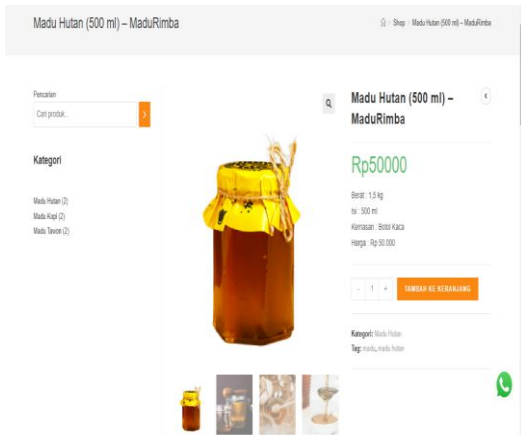 Madu Hutan (500 ml) – MaduRimba
Shop > Madu Hutan (500 ml) – MaduRimba
Pencarian
Cari produk...
Kategori
Madu Hutan (2)
Madu Kopi (2)
Madu Tawon (2)
Madu Hutan (500 ml) –
MaduRimba
Rp50000
Berat : 1,5 kg
Isi : 500 ml
Kemasan : Botol Kaca
Harga : Rp 50.000
- 1 +
TAMBAH KE KERANJANG
Kategori: Madu Hutan
Tag: madu, madu hutan